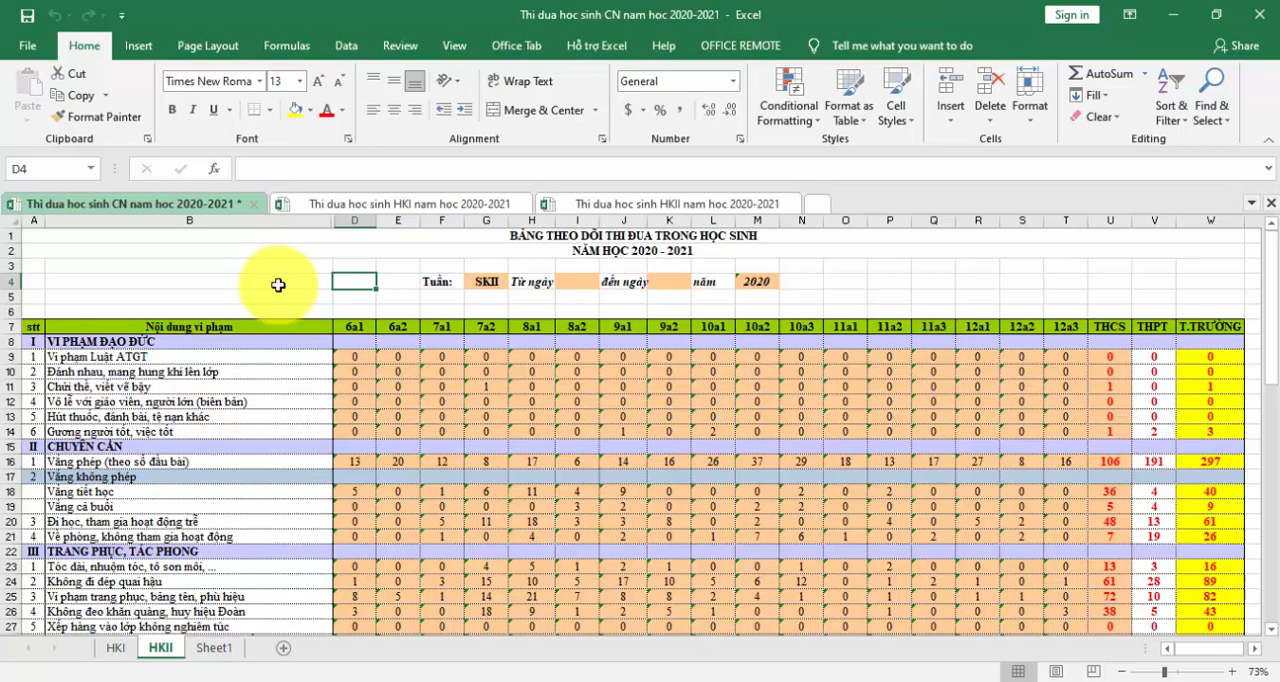 Thi dua hoc sinh CN nam hoc 2020-2021 - Excel Sign in
File Home Insert Page Layout Formulas Data Review View Office Tab Hỗ trợ Excel Help OFFICE REMOTE Tell me what you want to do Share
Cut Times New Roma 13 Wrap Text General AutoSum
Paste Copy Conditional Format as Cell Insert Delete Format Fill Sort & Find &
Format Painter B I U Merge & Center $ % Formatting Table Styles Clear Filter Select
Clipboard Font Alignment Number Styles Cells Editing
D4 fx
Thi dua hoc sinh CN nam hoc 2020-2021 * Thi dua hoc sinh HKI nam hoc 2020-2021 Thi dua hoc sinh HKII nam hoc 2020-2021
A B D E F G H I J K L M N O P Q R S T U V W
1 BẢNG THEO DÕI THI ĐUA TRONG HỌC SINH
2 NĂM HỌC 2020 - 2021
3
4 Tuần: SKII Từ ngày đến ngày năm 2020
5
6
7 stt Nội dung vi phạm 6a1 6a2 7a1 7a2 8a1 8a2 9a1 9a2 10a1 10a2 10a3 11a1 11a2 11a3 12a1 12a2 12a3 THCS THPT T.TRƯỜNG
8 I VI PHẠM ĐẠO ĐỨC
9 1 Vi phạm Luật ATGT 0 0 0 0 0 0 0 0 0 0 0 0 0 0 0 0 0 0 0 0
10 2 Đánh nhau, mang hung khí lên lớp 0 0 0 0 0 0 0 0 0 0 0 0 0 0 0 0 0 0 0 0
11 3 Chửi thề, viết vẽ bậy 0 0 0 1 0 0 0 0 0 0 0 0 0 0 0 0 0 1 0 1
12 4 Vô lễ với giáo viên, người lớn (biên bản) 0 0 0 0 0 0 0 0 0 0 0 0 0 0 0 0 0 0 0 0
13 5 Hút thuốc, đánh bài, tệ nạn khác 0 0 0 0 0 0 0 0 0 0 0 0 0 0 0 0 0 0 0 0
14 6 Gương người tốt, việc tốt 0 0 0 0 0 0 1 0 2 0 0 0 0 0 0 0 0 1 2 3
15 II CHUYÊN CẦN
16 1 Vắng phép (theo sổ đầu bài) 13 20 12 8 17 6 14 16 26 37 29 18 13 17 27 8 16 106 191 297
17 2 Vắng không phép
18 Vắng tiết học 5 0 1 6 11 4 9 0 0 2 0 0 2 0 0 0 0 36 4 40
19 Vắng cả buổi 0 0 0 0 0 3 2 0 0 2 2 0 0 0 0 0 0 5 4 9
20 3 Đi học, tham gia hoạt động trễ 0 0 5 11 18 3 3 8 0 2 0 0 4 0 5 2 0 48 13 61
21 4 Về phòng, không tham gia hoạt động 0 0 1 0 4 0 2 0 1 7 6 1 0 2 0 2 0 7 19 26
22 III TRANG PHỤC, TÁC PHONG
23 1 Tóc dài, nhuộm tóc, tô son môi, ... 0 0 0 4 5 1 2 1 0 0 1 0 2 0 0 0 0 13 3 16
24 2 Không đi dép quai hậu 1 0 3 15 10 5 17 10 5 6 12 0 1 2 1 0 1 61 28 89
25 3 Vi phạm trang phục, bảng tên, phù hiệu 8 5 1 14 21 7 8 8 2 4 1 0 0 1 1 1 0 72 10 82
26 4 Không đeo khăn quàng, huy hiệu Đoàn 3 0 0 18 9 1 2 5 1 0 0 0 1 0 0 0 3 38 5 43
27 5 Xếp hàng vào lớp không nghiêm túc 0 0 0 0 0 0 0 0 0 0 0 0 0 0 0 0 0 0 0 0
HKI HKII Sheet1
73%